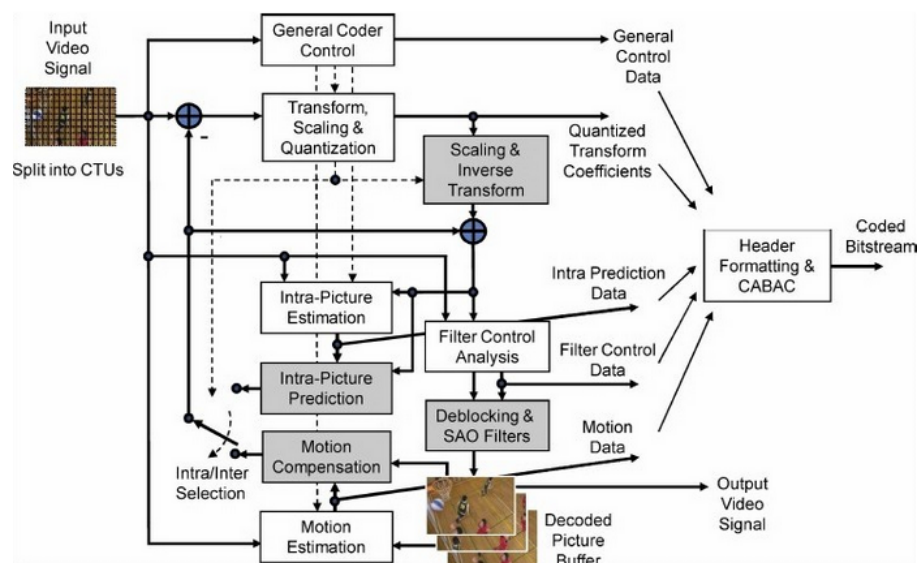 Input
Video
Signal
Split into CTUs
General Coder
Control
General
Control
Data
Transform,
Scaling &
Quantization
-
Quantized
Transform
Coefficients
Scaling &
Inverse
Transform
Coded
Bitstream
Header
Formatting &
CABAC
Intra Prediction
Data
Intra-Picture
Estimation
Filter Control
Analysis
Filter Control
Data
Intra-Picture
Prediction
Deblocking &
SAO Filters
Motion
Data
Motion
Compensation
Intra/Inter
Selection
Output
Video
Signal
Motion
Estimation
Decoded
Picture
Buffer